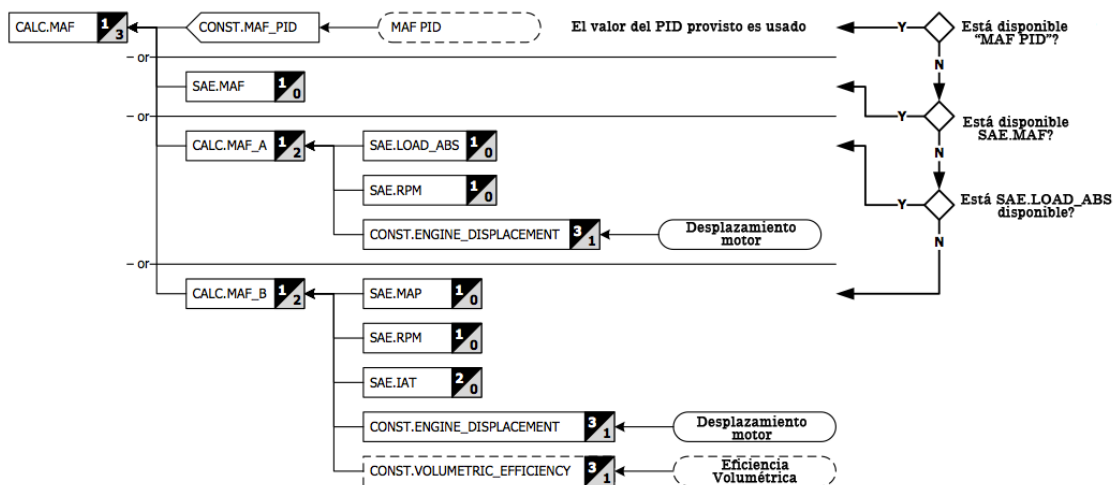 CALC.MAF 1 3 CONST.MAF_PID MAF PID El valor del PID provisto es usado Y Está disponible
“MAF PID”?
- or N
SAE.MAF 1 0 Y Está disponible
SAE.MAF?
- or N
CALC.MAF_A 1 2 SAE.LOAD_ABS 1 0
SAE.RPM 1 0 Y Está SAE.LOAD_ABS
disponible?
CONST.ENGINE_DISPLACEMENT 3 1 Desplazamiento
motor
N
- or
CALC.MAF_B 1 2 SAE.MAP 1 0
SAE.RPM 1 0
SAE.IAT 2 0
CONST.ENGINE_DISPLACEMENT 3 1 Desplazamiento
motor
CONST.VOLUMETRIC_EFFICIENCY 3 1 Eficiencia
Volumétrica